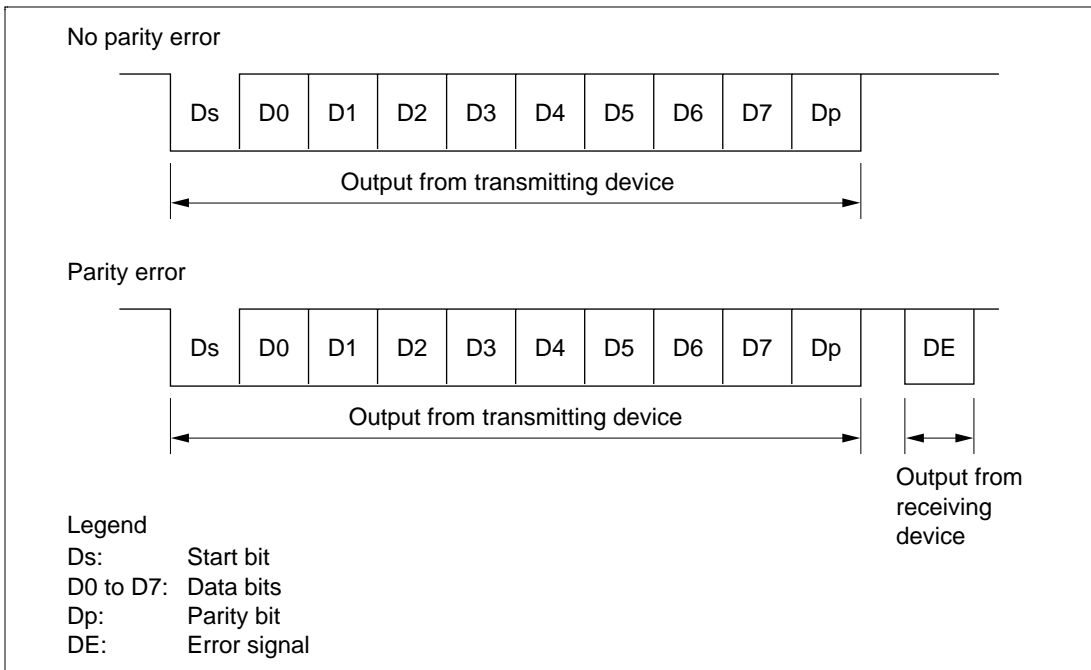 No parity error
Ds D0 D1 D2 D3 D4 D5 D6 D7 Dp
Output from transmitting device
Parity error
Ds D0 D1 D2 D3 D4 D5 D6 D7 Dp DE
Output from transmitting device
Output from
receiving
device
Legend
Ds: Start bit
D0 to D7: Data bits
Dp: Parity bit
DE: Error signal